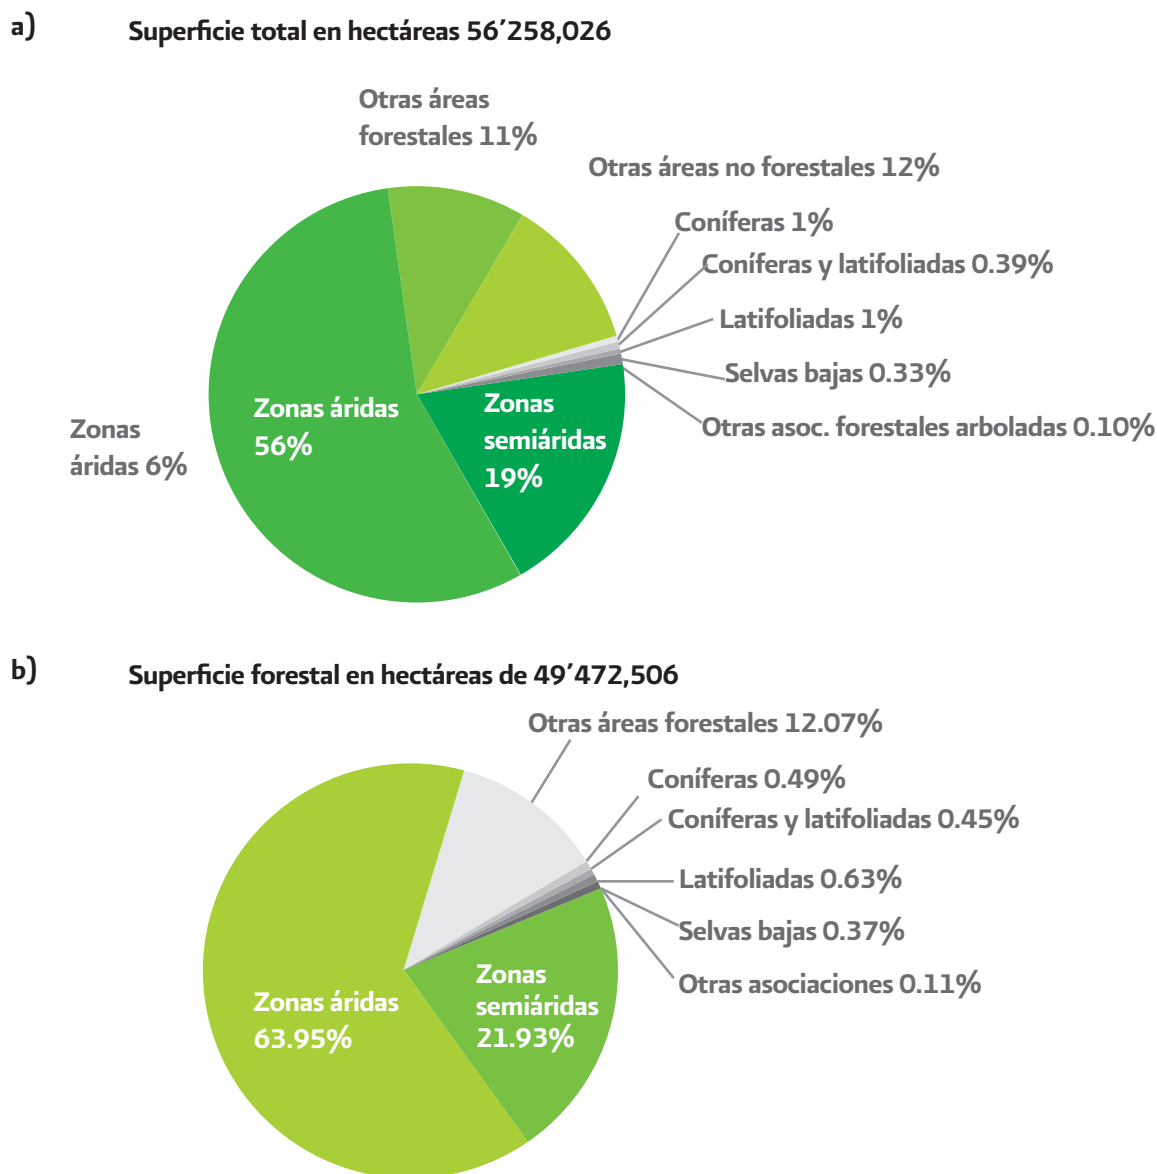 a)
Superficie total en hectáreas 56´258,026
Otras áreas
forestales 11%
Otras áreas no forestales 12%
Coníferas 1%
Coníferas y latifoliadas 0.39%
Latifoliadas 1%
Selvas bajas 0.33%
Otras asoc. forestales arboladas 0.10%
Zonas áridas
56%
Zonas
semiáridas
19%
Zonas
áridas 6%
b)
Superficie forestal en hectáreas de 49´472,506
Otras áreas forestales 12.07%
Coníferas 0.49%
Coníferas y latifoliadas 0.45%
Latifoliadas 0.63%
Selvas bajas 0.37%
Otras asociaciones 0.11%
Zonas áridas
63.95%
Zonas
semiáridas
21.93%